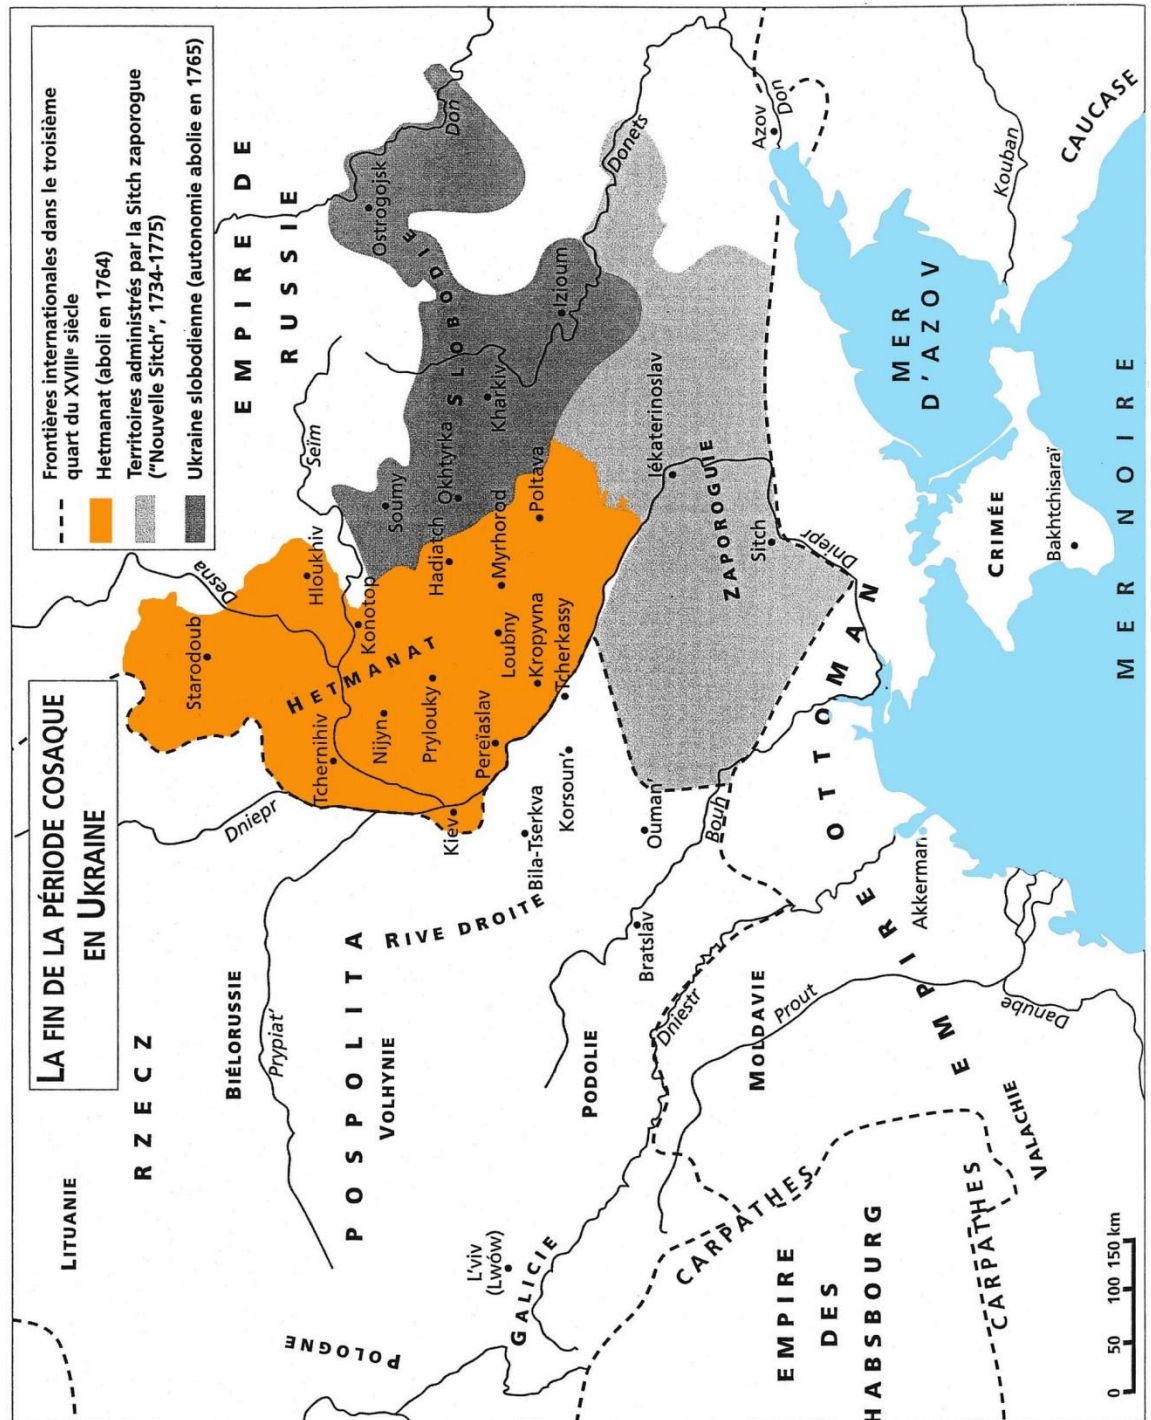 LA FIN DE LA PÉRIODE COSAQUE
EN UKRAINE
Frontières internationales dans le troisième
quart du XVIIIe siècle
Hetmanat (aboli en 1764)
Territoires administrés par la Sitch zaporogue
("Nouvelle Sitch", 1734-1775)
Ukraine slobodienne (autonomie abolie en 1765)
LITUANIE
RZECZ
POSPOLITA
BIÉLORUSSIE
Prypiat'
VOLHYNIE
POLOGNE
L'viv
(Lwów)
GALICIE
RIVE DROITE
PODOLIE
Dniepr
Desna
Starodoub
Hloukhiv
HETMANAT
Tchernihiv
Konotop
Nijyn
Prylouky
Hadiatch
Kiev
Pereïaslav
Loubny
Myrhorod
Kropyvna
Poltava
Tcherkassy
Bila-Tserkva
Korsoun'
Ouman'
Bratslav
Bouh
EMPIRE DE
RUSSIE
Seïm
Soumy
Okhtyrka
SLOBODIE
Kharkiv
Ostrogojsk
Don
Izioum
Donets
Iékaterinoslav
ZAPOROGUIE
Sitch
Dniepr
Azov
Don
Kouban
CAUCASE
MER
D'AZOV
CRIMÉE
Bakhtchisaraï
MER NOIRE
EMPIRE OTTOMAN
Akkerman
Dniestr
MOLDAVIE
Prout
Danube
VALACHIE
CARPATHES
CARPATHES
EMPIRE
DES
HABSBOURG
0 50 100 150 km